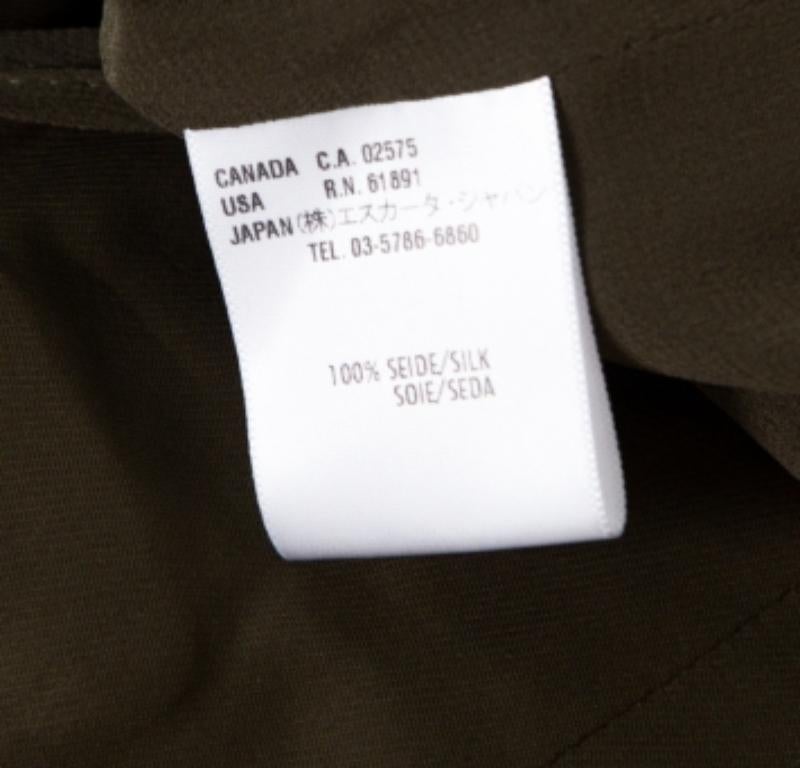 CANADA C.A. 02575
USA R.N. 61891
JAPAN (株)エスカータ・ジャパン
TEL. 03-5786-6860
100% SEIDE/SILK
SOIE/SEDA